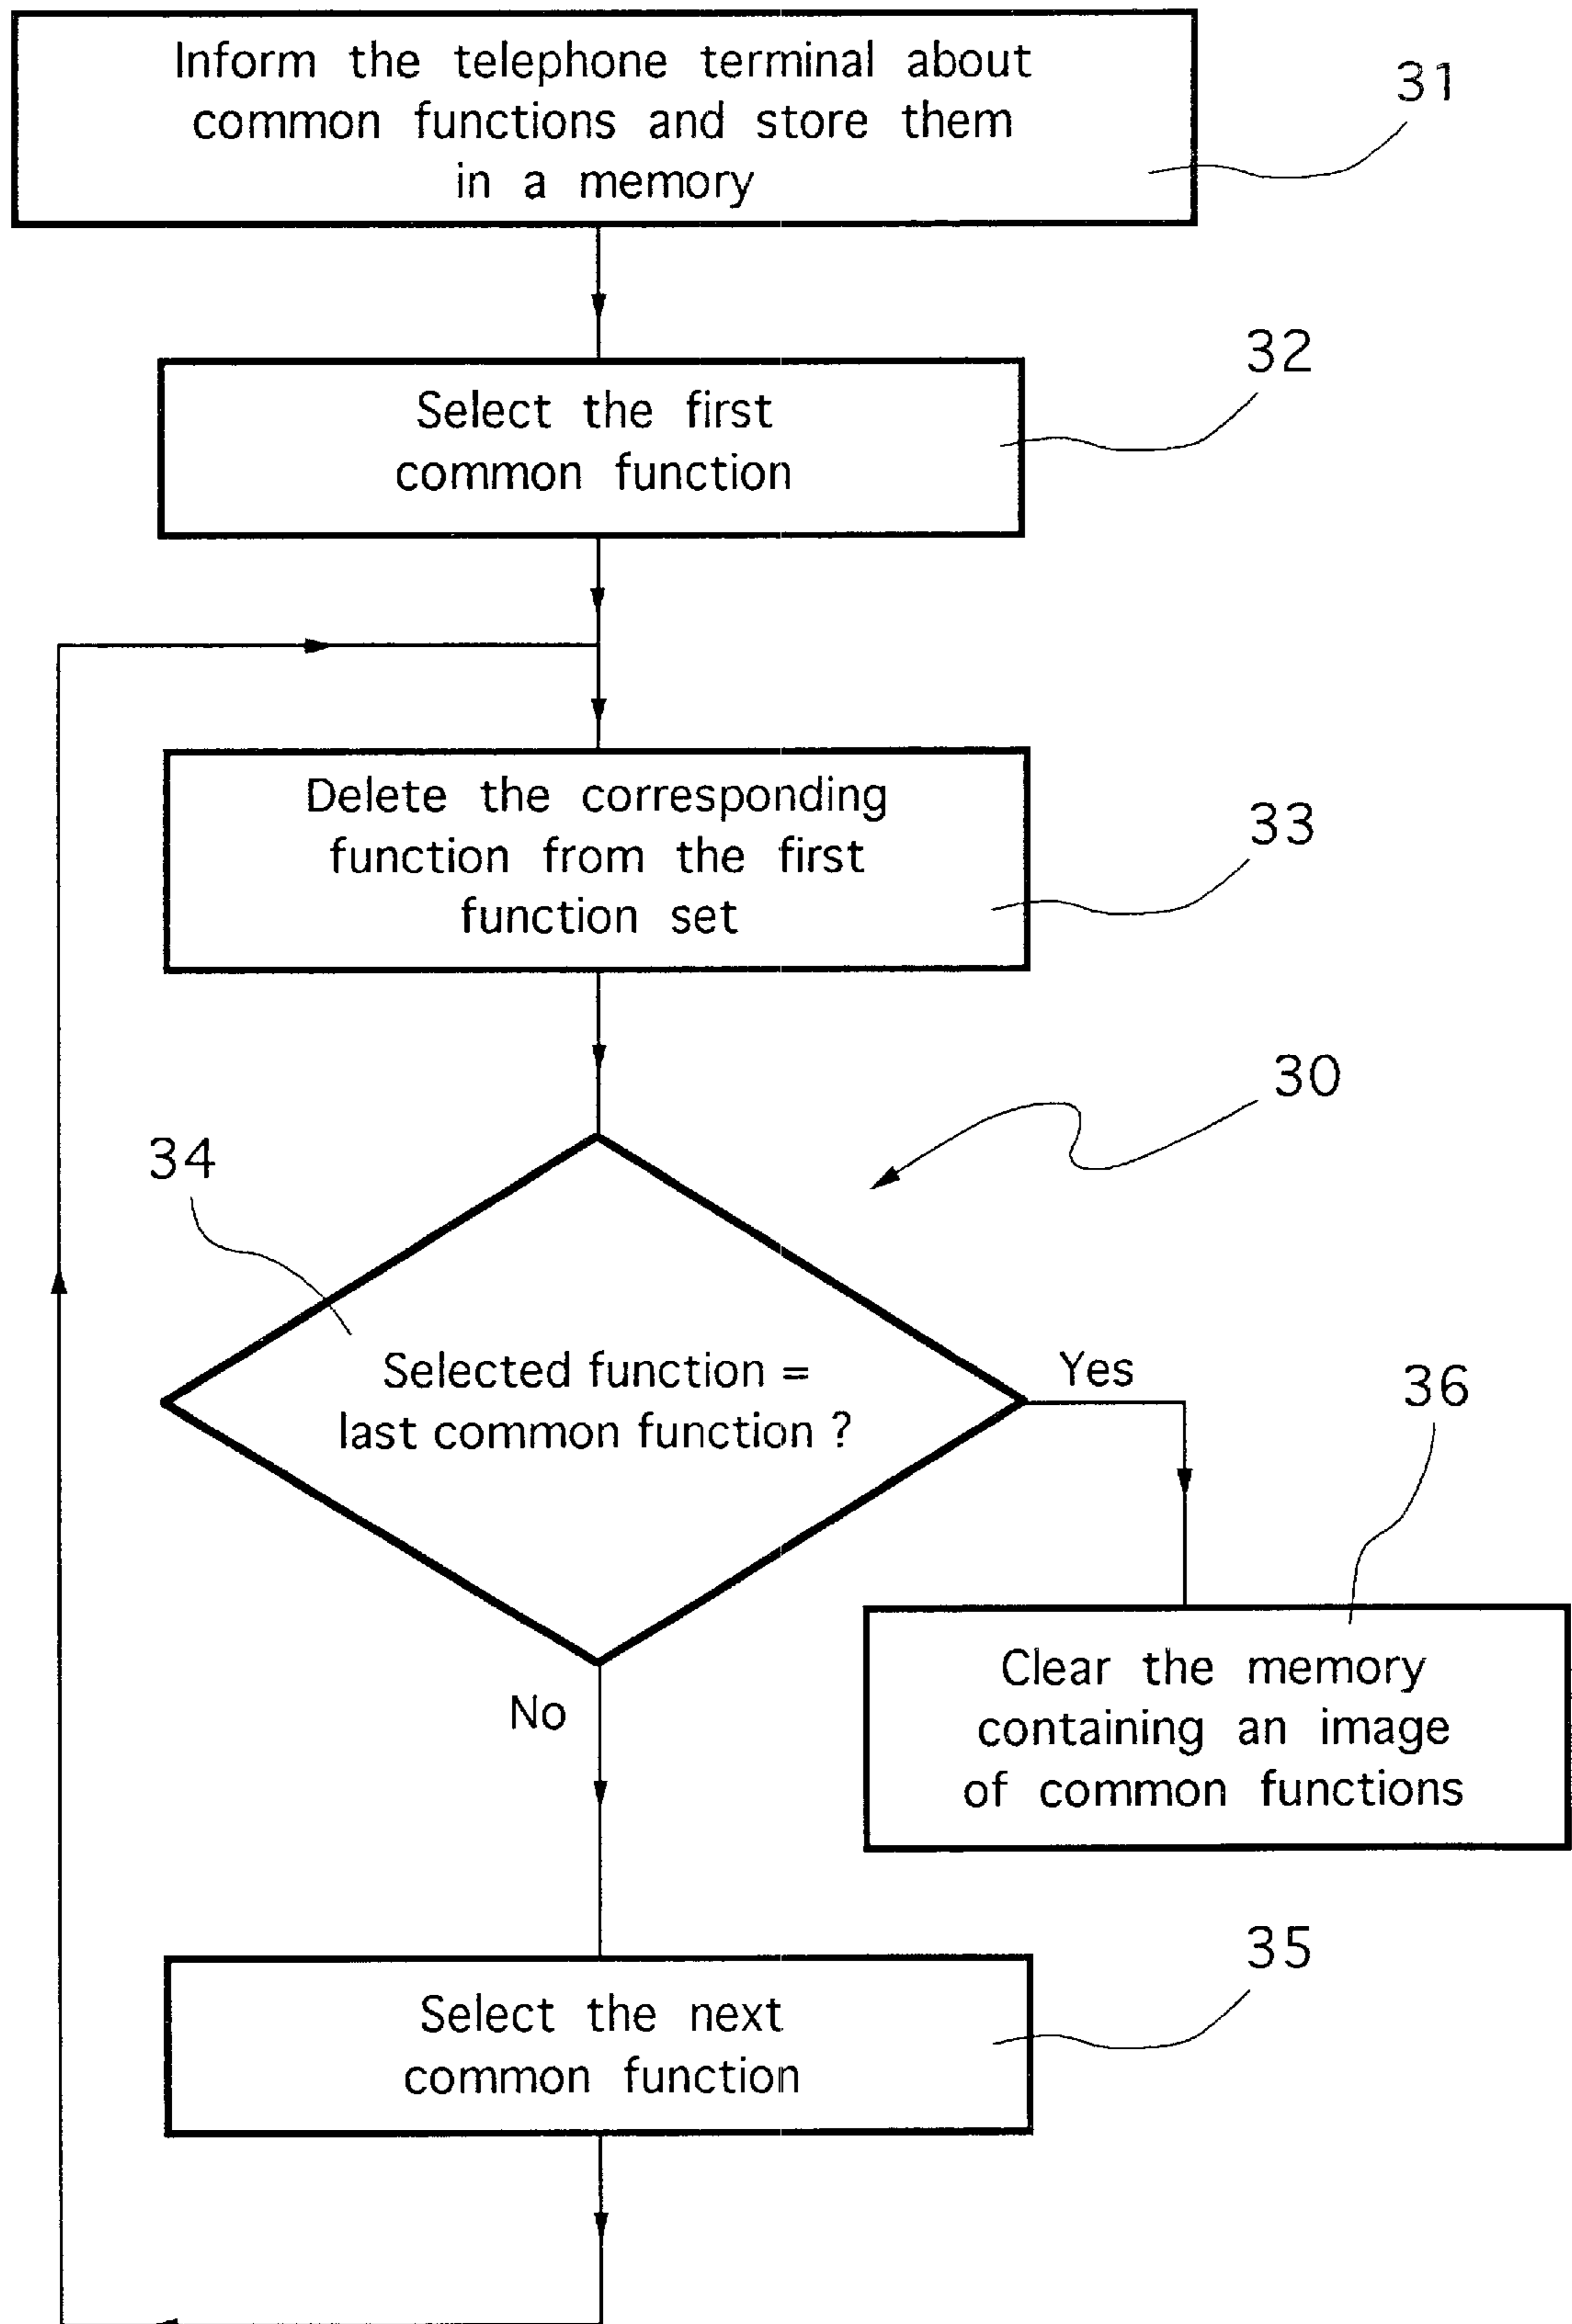 Inform the telephone terminal about
common functions and store them
in a memory
31
Select the first
common function
32
Delete the corresponding
function from the first
function set
33
30
34
Selected function =
last common function ?
Yes
36
No
Clear the memory
containing an image
of common functions
35
Select the next
common function